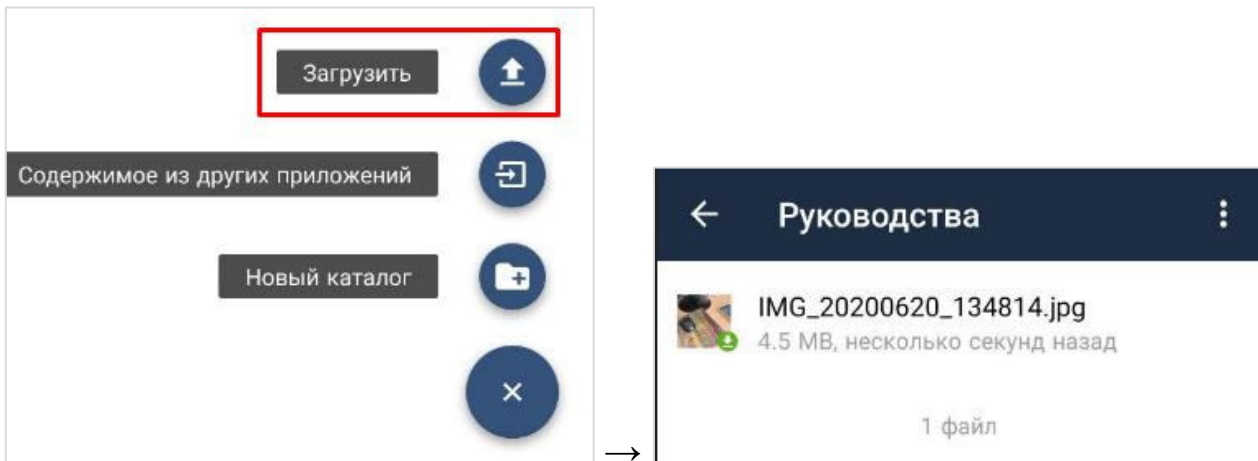 Загрузить
Содержимое из других приложений
Новый каталог
→
Руководства
IMG_20200620_134814.jpg
4.5 MB, несколько секунд назад
1 файл